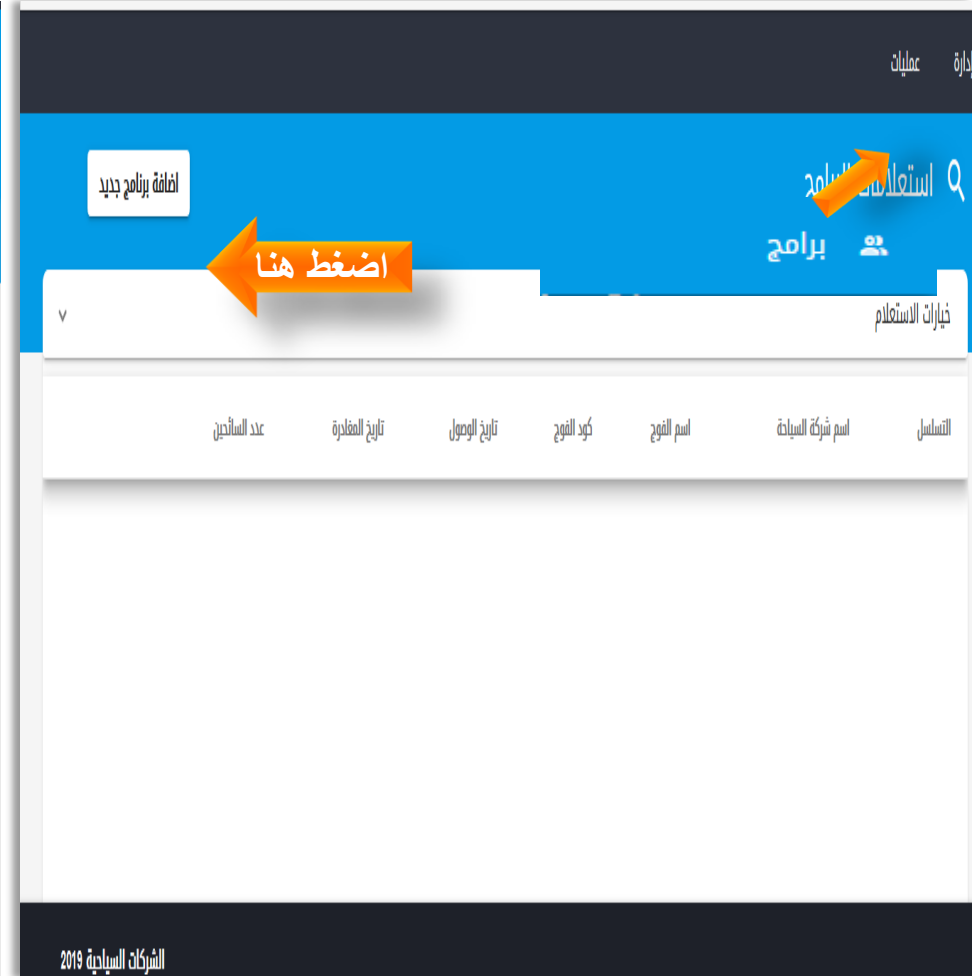 عمليات
استعلامات البرامج
اضافة برنامج جديد
برامج
اضغط هنا
خيارات الاستعلام
التسلسل اسم شركة السياحة اسم الفوج كود الفوج تاريخ الوصول تاريخ المغادرة عدد السائحين
الشركات السياحية 2019